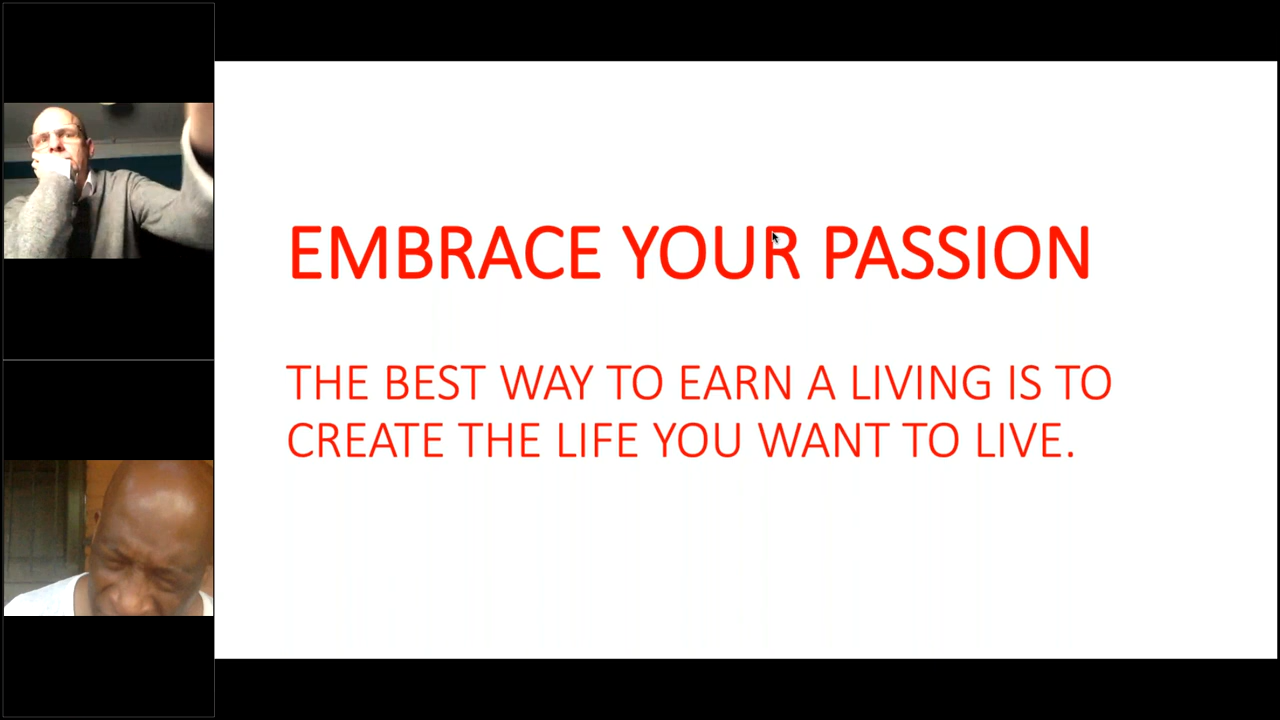 EMBRACE YOUR PASSION
THE BEST WAY TO EARN A LIVING IS TO
CREATE THE LIFE YOU WANT TO LIVE.